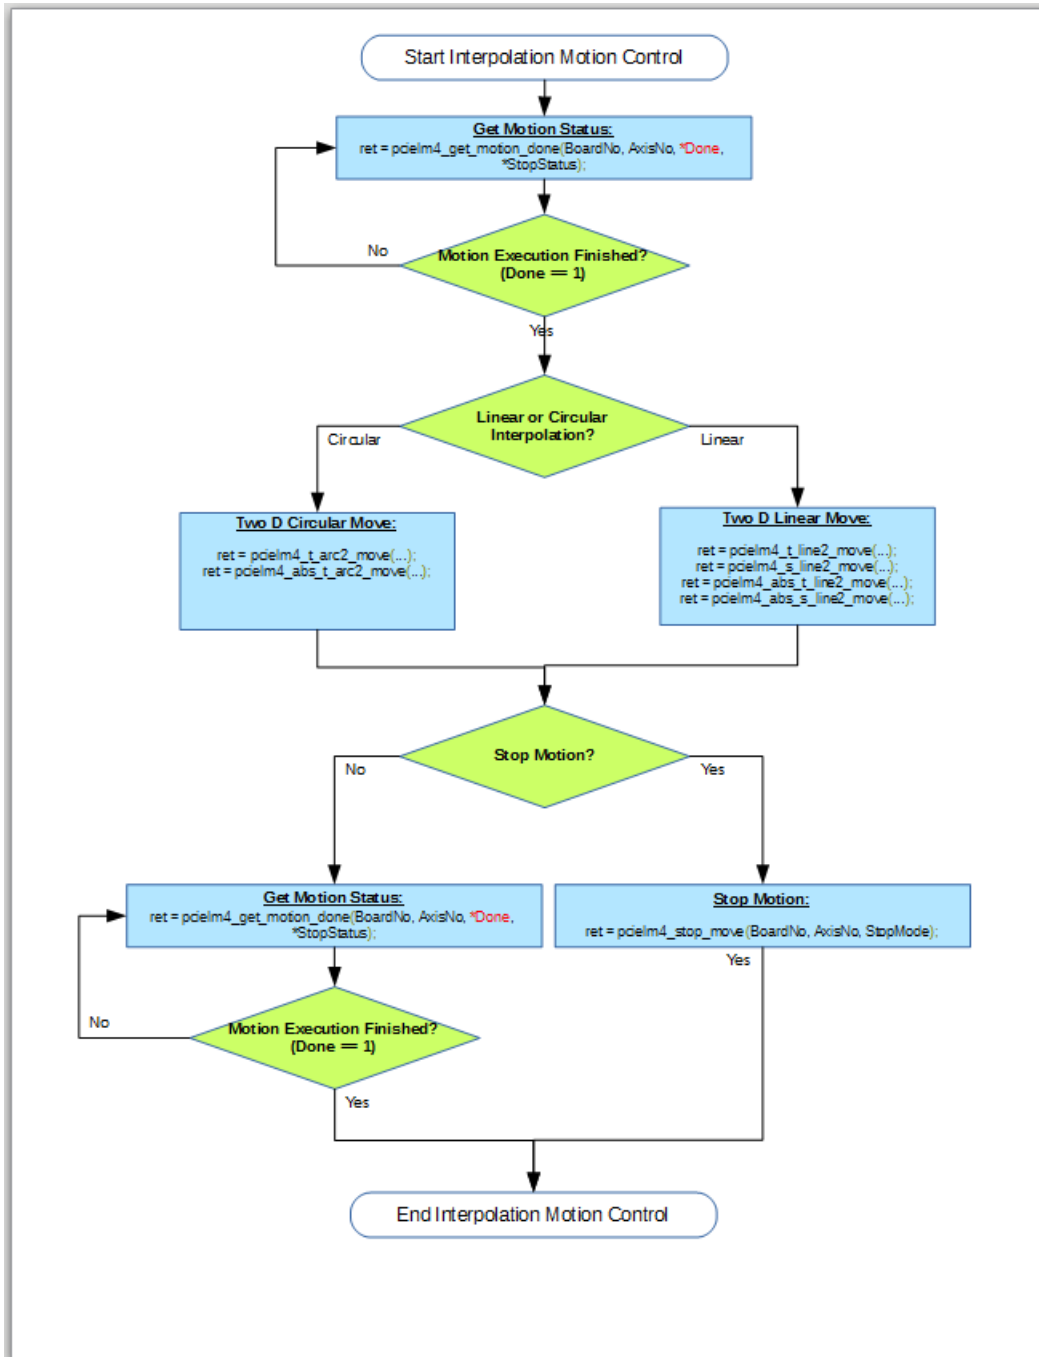 Start Interpolation Motion Control
Get Motion Status:
ret = pcielm4_get_motion_done(BoardNo, AxisNo, *Done,
*StopStatus);
No
Motion Execution Finished?
(Done == 1)
Yes
Linear or Circular
Interpolation?
Circular
Linear
Two D Circular Move:
ret = pcielm4_t_arc2_move(...);
ret = pcielm4_abs_t_arc2_move(...);
Two D Linear Move:
ret = pcielm4_t_line2_move(...);
ret = pcielm4_s_line2_move(...);
ret = pcielm4_abs_t_line2_move(...);
ret = pcielm4_abs_s_line2_move(...);
Stop Motion?
No
Yes
Get Motion Status:
ret = pcielm4_get_motion_done(BoardNo, AxisNo, *Done,
*StopStatus);
Stop Motion:
ret = pcielm4_stop_move(BoardNo, AxisNo, StopMode);
Yes
No
Motion Execution Finished?
(Done == 1)
Yes
End Interpolation Motion Control